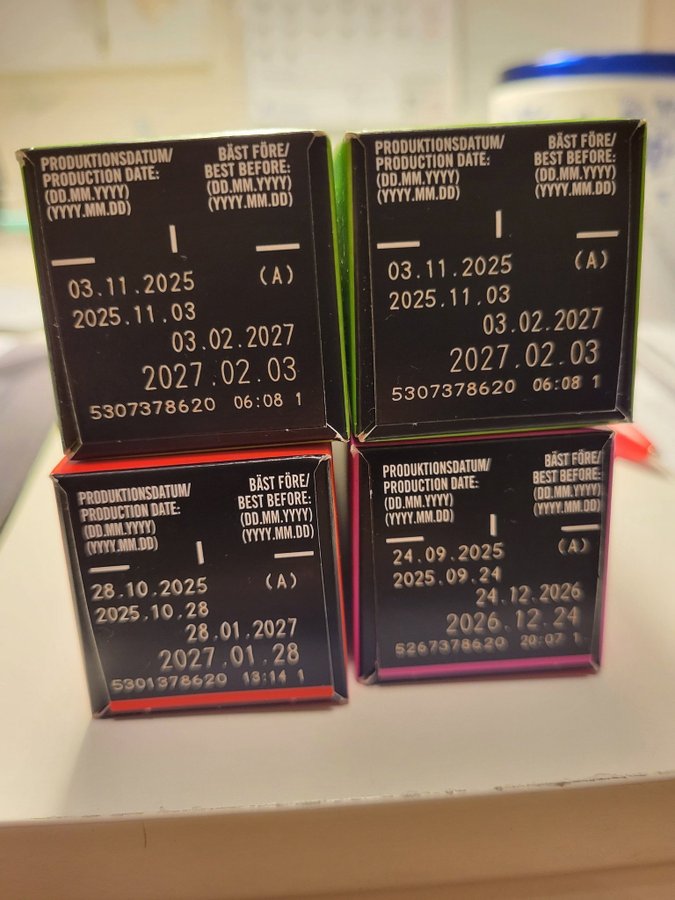 PRODUKTIONSDATUM/
PRODUCTION DATE:
(DD.MM.YYYY)
(YYYY.MM.DD)
BÄST FÖRE/
BEST BEFORE:
(DD.MM.YYYY)
(YYYY.MM.DD)
03.11.2025 (A)
2025.11.03
03.02.2027
2027.02.03
5307378620 06:08 1
PRODUKTIONSDATUM/
PRODUCTION DATE:
(DD.MM.YYYY)
(YYYY.MM.DD)
BÄST FÖRE/
BEST BEFORE:
(DD.MM.YYYY)
(YYYY.MM.DD)
03.11.2025 (A)
2025.11.03
03.02.2027
2027.02.03
5307378620 06:08 1
PRODUKTIONSDATUM/
PRODUCTION DATE:
(DD.MM.YYYY)
(YYYY.MM.DD)
BÄST FÖRE/
BEST BEFORE:
(DD.MM.YYYY)
(YYYY.MM.DD)
28.10.2025 (A)
2025.10.28
28.01.2027
2027.01.28
5301378620 13:14 1
PRODUKTIONSDATUM/
PRODUCTION DATE:
(DD.MM.YYYY)
(YYYY.MM.DD)
BÄST FÖRE/
BEST BEFORE:
(DD.MM.YYYY)
(YYYY.MM.DD)
24.09.2025 (A)
2025.09.24
24.12.2026
2026.12.24
5267378620 20:07 1